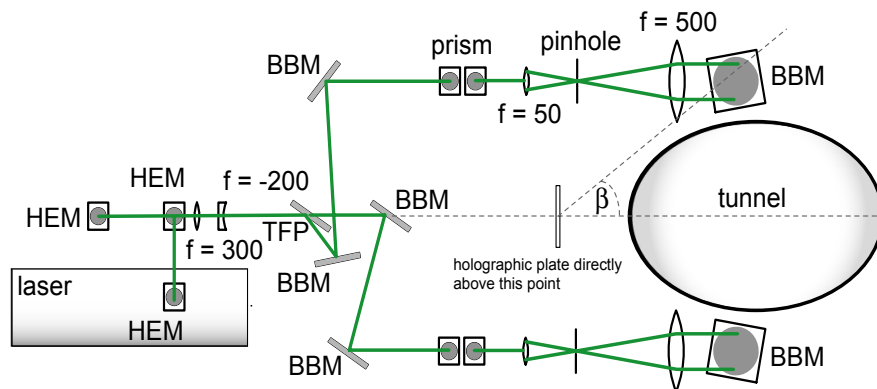 f = 500
prism
pinhole
BBM
BBM
f = 50
HEM
f = -200
BBM
β
tunnel
HEM
TFP
f = 300
BBM
holographic plate directly
above this point
laser
HEM
BBM
BBM